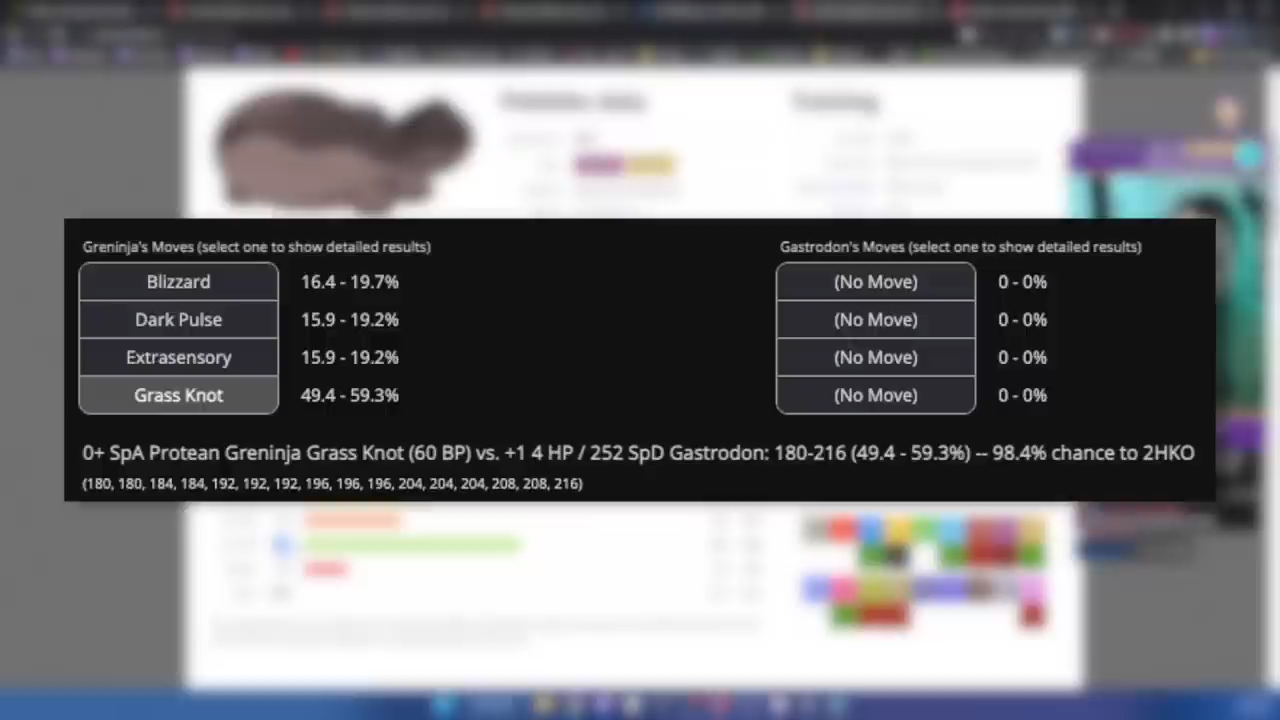 Greninja's Moves (select one to show detailed results)
Gastrodon's Moves (select one to show detailed results)
Blizzard 16.4 - 19.7% (No Move) 0 - 0%
Dark Pulse 15.9 - 19.2% (No Move) 0 - 0%
Extrasensory 15.9 - 19.2% (No Move) 0 - 0%
Grass Knot 49.4 - 59.3% (No Move) 0 - 0%
0+ SpA Protean Greninja Grass Knot (60 BP) vs. +1 4 HP / 252 SpD Gastrodon: 180-216 (49.4 - 59.3%) -- 98.4% chance to 2HKO
(180, 180, 184, 184, 192, 192, 192, 196, 196, 196, 204, 204, 204, 208, 208, 216)